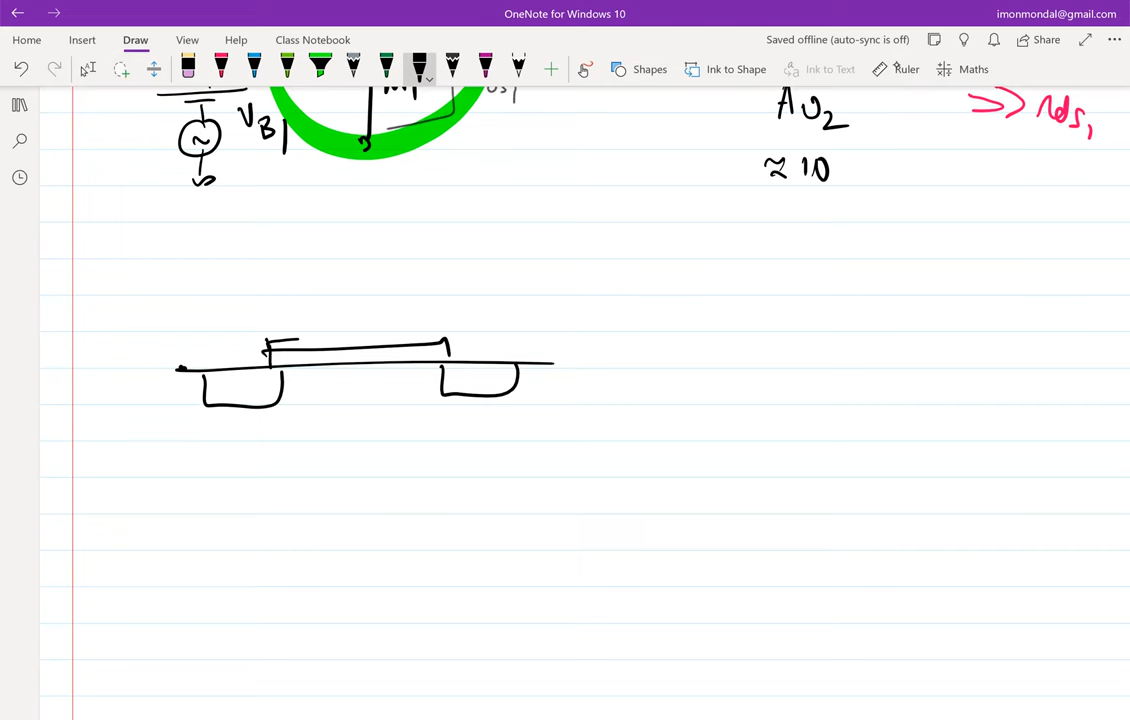 OneNote for Windows 10
imonmondal@gmail.com
Home Insert Draw View Help Class Notebook
Saved offline (auto-sync is off) Share
Shapes Ink to Shape Ink to Text Ruler Maths
VB1
Av2
≈ 10
>> rds1